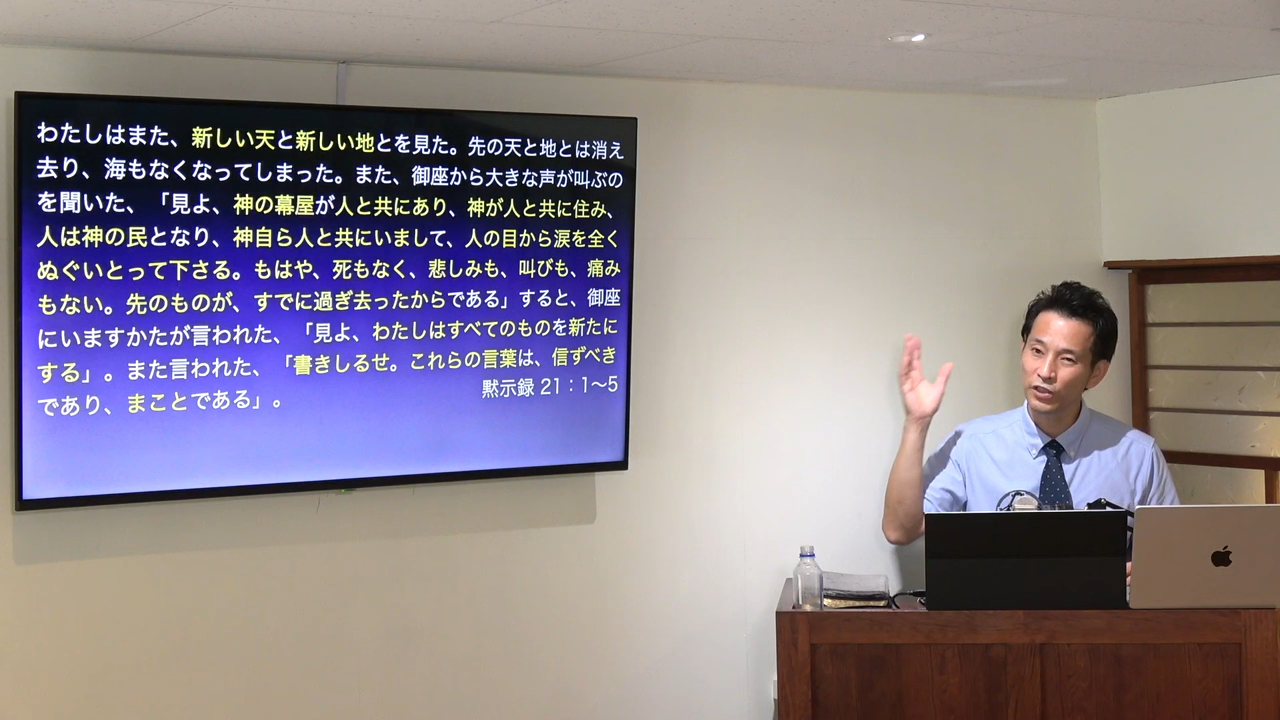 わたしはまた、新しい天と新しい地とを見た。先の天と地とは消え
去り、海もなくなってしまった。また、御座から大きな声が叫ぶの
を聞いた、「見よ、神の幕屋が人と共にあり、神が人と共に住み、
人は神の民となり、神自ら人と共にいまして、人の目から涙を全く
ぬぐいとって下さる。もはや、死もなく、悲しみも、叫びも、痛み
もない。先のものが、すでに過ぎ去ったからである」すると、御座
にいますかたが言われた、「見よ、わたしはすべてのものを新たに
する」。また言われた、「書きしるせ。これらの言葉は、信ずべき
であり、まことである」。
黙示録 21：1〜5